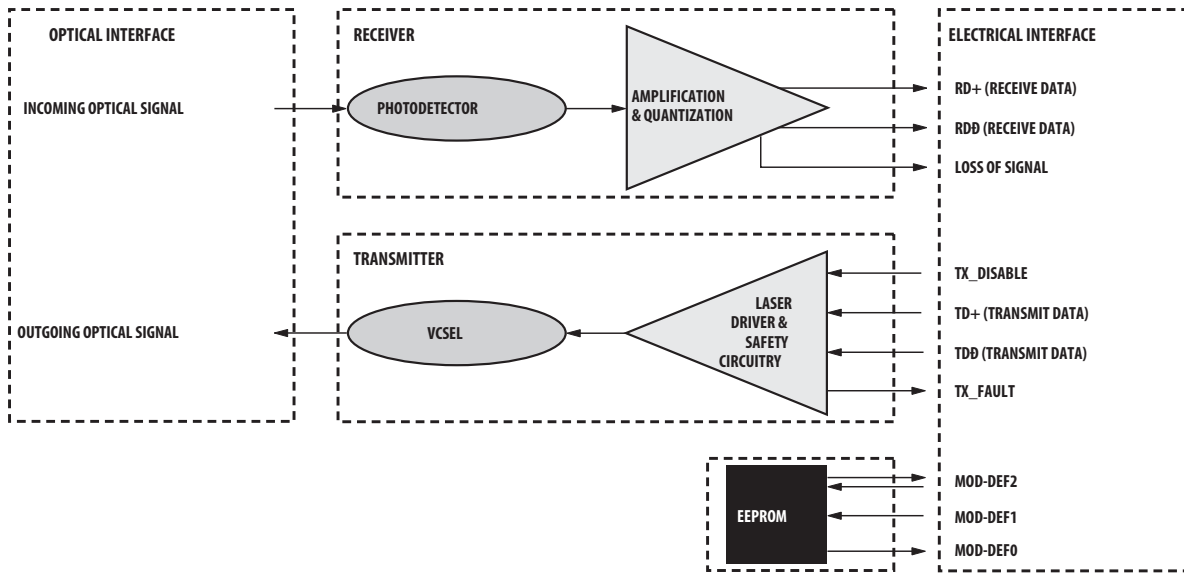 OPTICAL INTERFACE
INCOMING OPTICAL SIGNAL
OUTGOING OPTICAL SIGNAL
RECEIVER
PHOTODETECTOR
AMPLIFICATION
& QUANTIZATION
TRANSMITTER
VCSEL
LASER
DRIVER &
SAFETY
CIRCUITRY
EEPROM
ELECTRICAL INTERFACE
RD+ (RECEIVE DATA)
RDĐ (RECEIVE DATA)
LOSS OF SIGNAL
TX_DISABLE
TD+ (TRANSMIT DATA)
TDĐ (TRANSMIT DATA)
TX_FAULT
MOD-DEF2
MOD-DEF1
MOD-DEF0